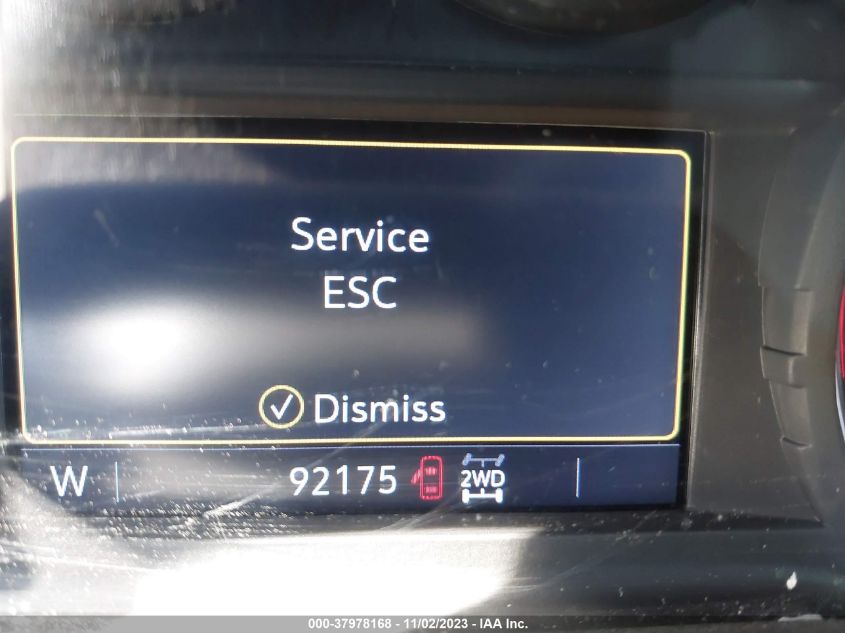 Service
ESC
Dismiss
W 92175 2WD
000-37978168 - 11/02/2023 - IAA Inc.